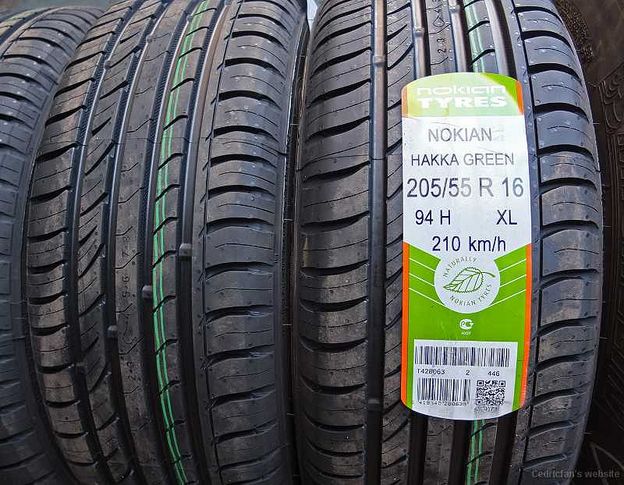 nokian
TYRES
NOKIAN
HAKKA GREEN
205/55 R 16
94 H XL
210 km/h
NATURALLY
NOKIAN TYRES
T428063 2 446
Cedricfan's website